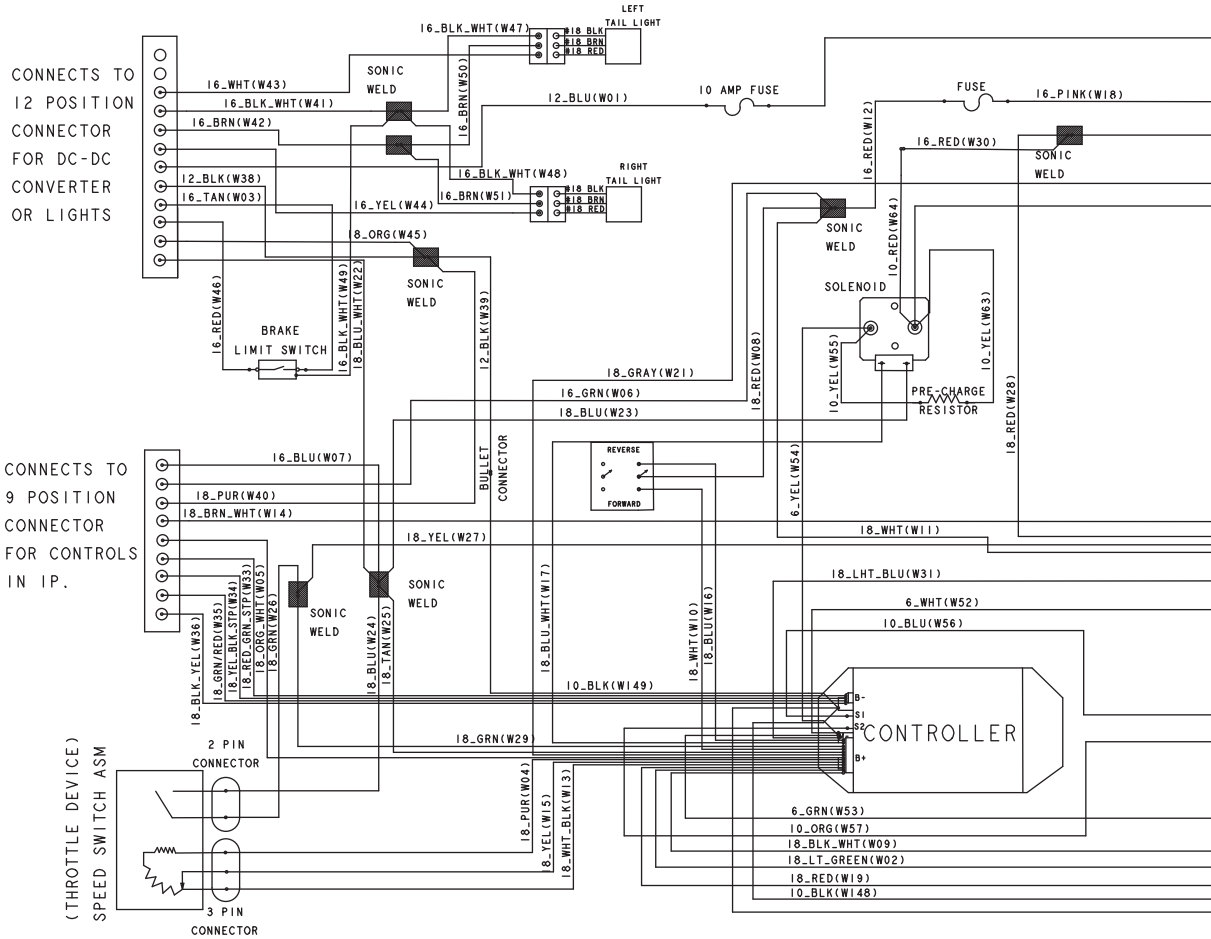 LEFT
TAIL LIGHT
16_BLK_WHT(W47)
#18 BLK
#18 BRN
#18 RED
CONNECTS TO
12 POSITION
CONNECTOR
FOR DC-DC
CONVERTER
OR LIGHTS
16_WHT(W43)
16_BLK_WHT(W41)
16_BRN(W42)
12_BLK(W38)
16_TAN(W03)
SONIC
WELD
16_BRN(W50)
12_BLU(W01)
10 AMP FUSE
FUSE
16_PINK(W18)
16_RED(W12)
16_RED(W30)
SONIC
WELD
RIGHT
TAIL LIGHT
16_BLK_WHT(W48)
16_BRN(W51)
16_YEL(W44)
#18 BLK
#18 BRN
#18 RED
18_ORG(W45)
SONIC
WELD
SONIC
WELD
10_RED(W64)
SOLENOID
16_RED(W46)
BRAKE
LIMIT SWITCH
16_BLK_WHT(W49)
18_BLU_WHT(W22)
12_BLK(W39)
18_RED(W08)
10_YEL(W55)
10_YEL(W63)
PRE-CHARGE
RESISTOR
18_RED(W28)
18_GRAY(W21)
16_GRN(W06)
18_BLU(W23)
BULLET
CONNECTOR
REVERSE
FORWARD
6_YEL(W54)
CONNECTS TO
9 POSITION
CONNECTOR
FOR CONTROLS
IN IP.
16_BLU(W07)
18_PUR(W40)
18_BRN_WHT(W14)
18_YEL(W27)
18_WHT(W11)
SONIC
WELD
SONIC
WELD
18_BLK_YEL(W36)
18_GRN/RED(W35)
18_YEL_BLK_STP(W34)
18_RED_GRN_STP(W33)
18_ORG_WHT(W05)
18_GRN(W26)
18_BLU(W24)
18_TAN(W25)
18_BLU_WHT(W17)
18_WHT(W10)
18_BLU(W16)
18_LHT_BLU(W31)
6_WHT(W52)
10_BLU(W56)
10_BLK(W149)
B-
S1
S2
B+
CONTROLLER
18_GRN(W29)
(THROTTLE DEVICE)
SPEED SWITCH ASM
2 PIN
CONNECTOR
3 PIN
CONNECTOR
18_PUR(W04)
18_YEL(W15)
18_WHT_BLK(W13)
6_GRN(W53)
10_ORG(W57)
18_BLK_WHT(W09)
18_LT_GREEN(W02)
18_RED(W19)
10_BLK(W148)